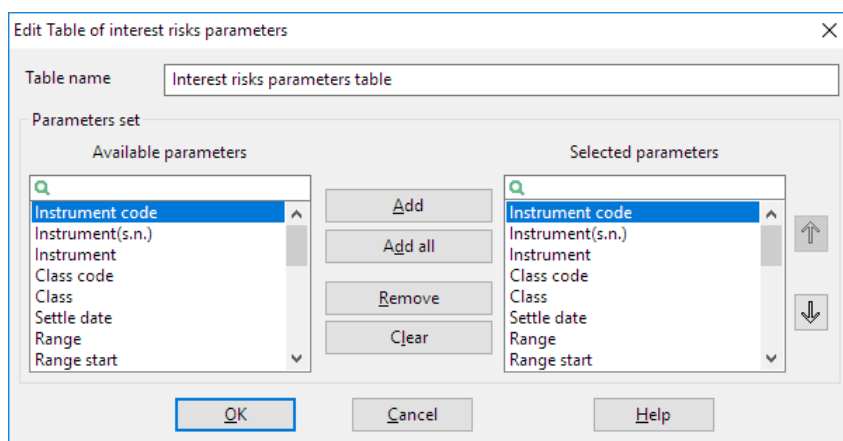 Edit Table of interest risks parameters
Table name
Interest risks parameters table
Parameters set
Available parameters
Instrument code
Instrument(s.n.)
Instrument
Class code
Class
Settle date
Range
Range start
Add
Add all
Remove
Clear
Selected parameters
Instrument code
Instrument(s.n.)
Instrument
Class code
Class
Settle date
Range
Range start
OK
Cancel
Help